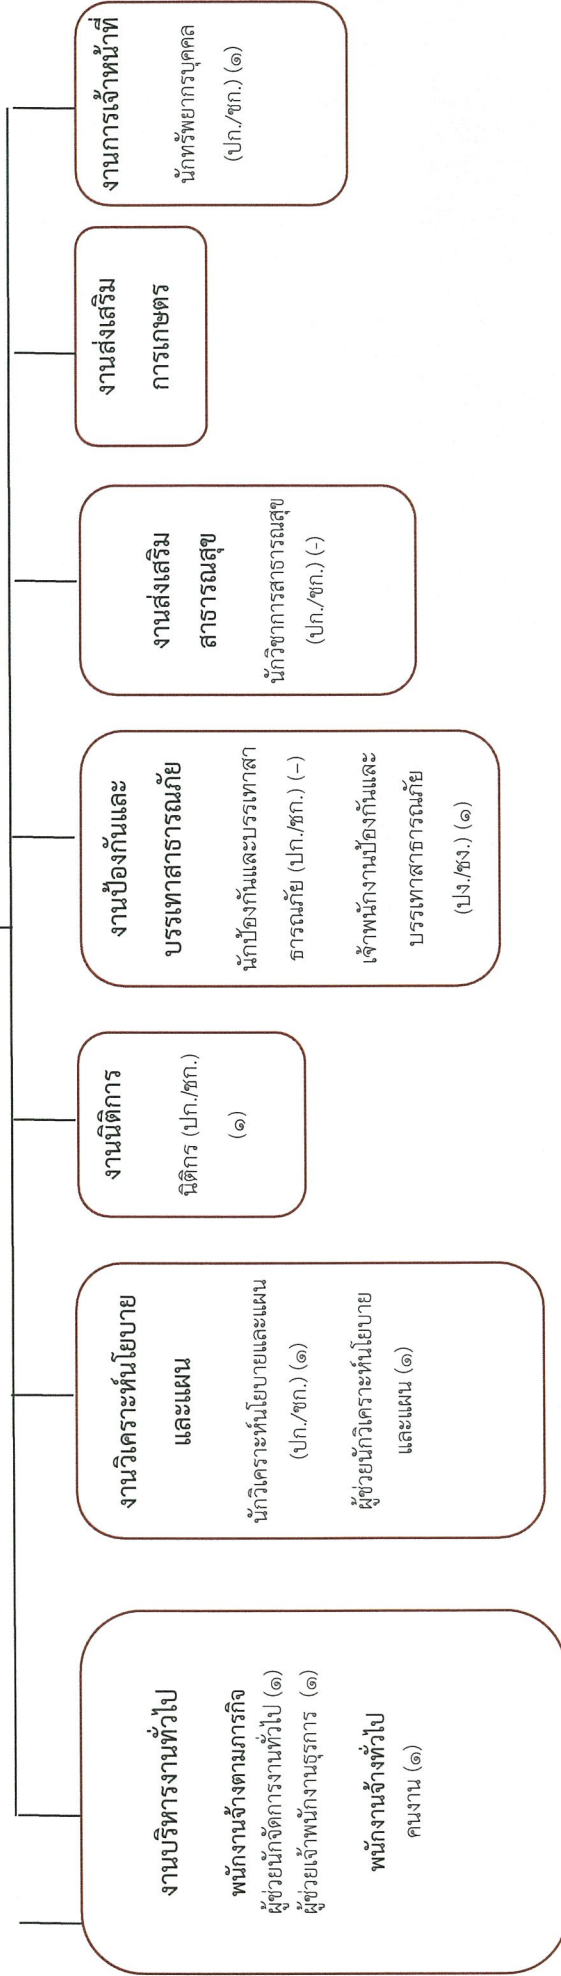 งานบริหารงานทั่วไป
พนักงานจ้างตามภารกิจ
ผู้ช่วยนักจัดการงานทั่วไป (๑)
ผู้ช่วยเจ้าพนักงานธุรการ (๑)
พนักงานจ้างทั่วไป
คนงาน (๑)
งานวิเคราะห์นโยบาย
และแผน
นักวิเคราะห์นโยบายและแผน
(ปก./ชก.) (๑)
ผู้ช่วยนักวิเคราะห์นโยบาย
และแผน (๑)
งานนิติการ
นิติกร (ปก./ชก.)
(๑)
งานป้องกันและ
บรรเทาสาธารณภัย
นักป้องกันและบรรเทาสา
ธารณภัย (ปก./ชก.) (-)
เจ้าพนักงานป้องกันและ
บรรเทาสาธารณภัย
(ปง./ชง.) (๑)
งานส่งเสริม
สาธารณสุข
นักวิชาการสาธารณสุข
(ปก./ชก.) (-)
งานส่งเสริม
การเกษตร
งานการเจ้าหน้าที่
นักทรัพยากรบุคคล
(ปก./ชก.) (๑)